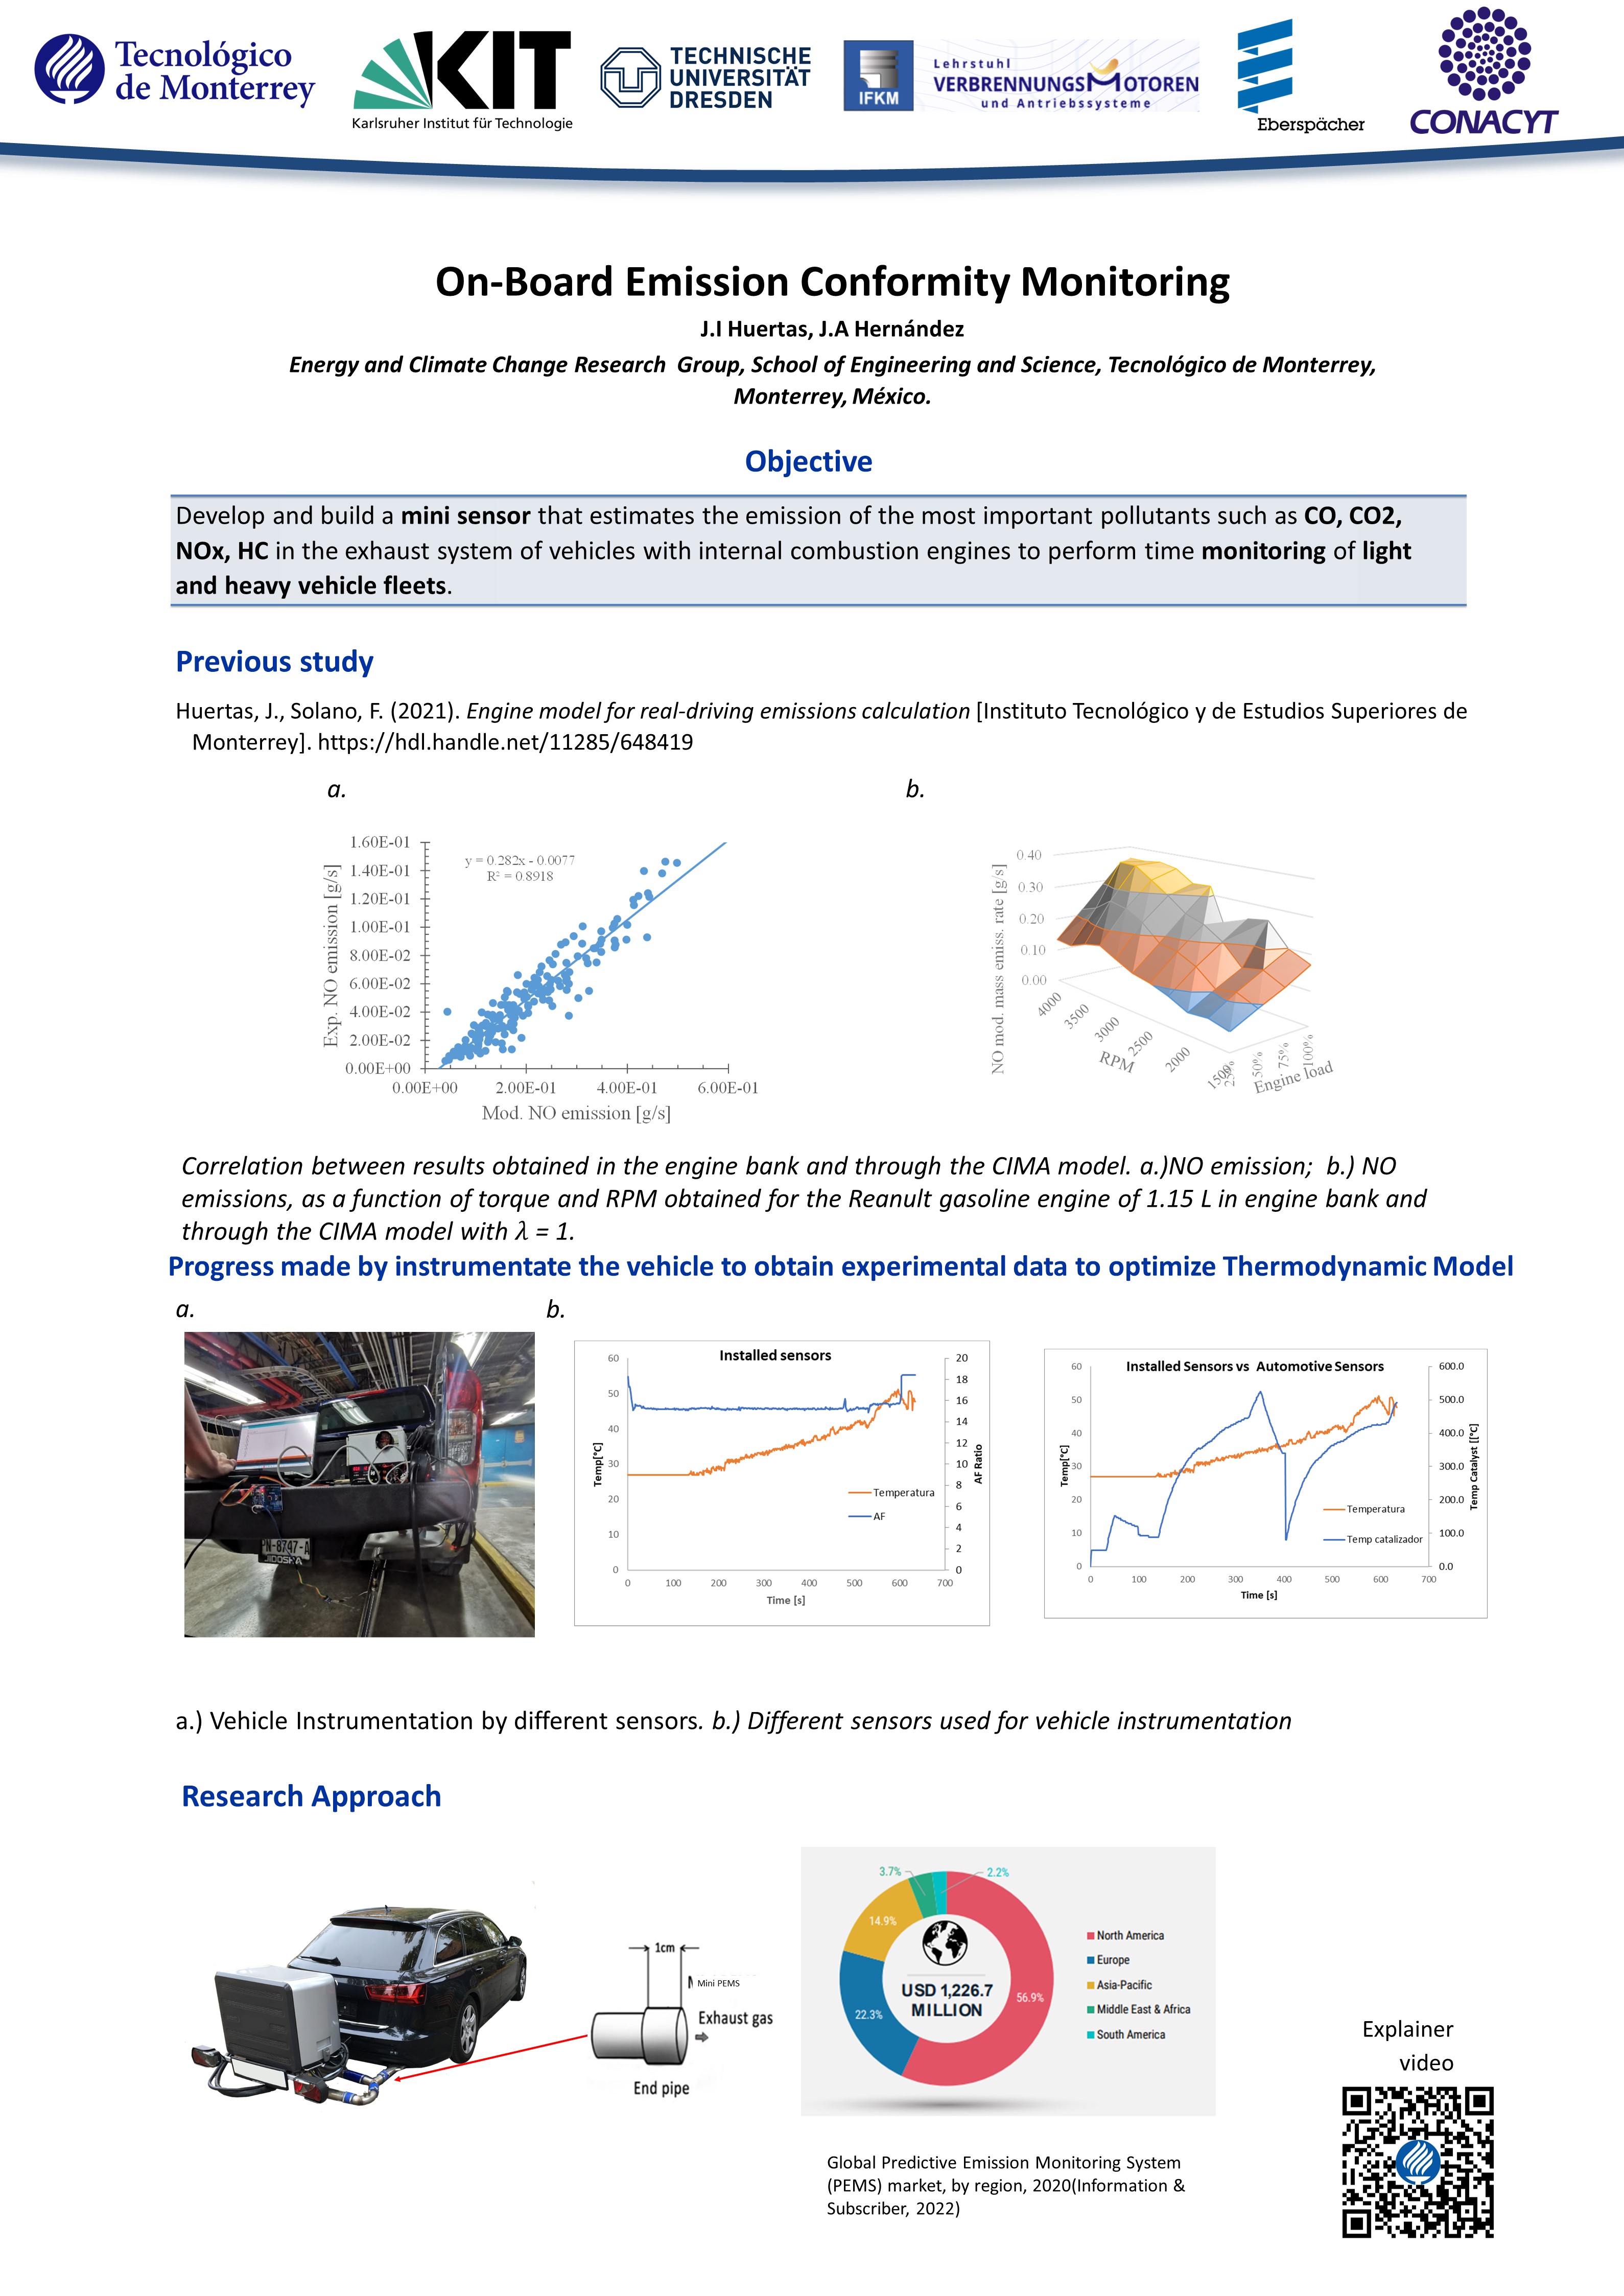 Tecnológico
de Monterrey
KIT
Karlsruher Institut für Technologie
TECHNISCHE
UNIVERSITÄT
DRESDEN
IFKM
Lehrstuhl
VERBRENNUNGSMOTOREN
und Antriebssysteme
Eberspächer
CONACYT
On-Board Emission Conformity Monitoring
J.I Huertas, J.A Hernández
Energy and Climate Change Research Group, School of Engineering and Science, Tecnológico de Monterrey,
Monterrey, México.
Objective
Develop and build a mini sensor that estimates the emission of the most important pollutants such as CO, CO2,
NOx, HC in the exhaust system of vehicles with internal combustion engines to perform time monitoring of light
and heavy vehicle fleets.
Previous study
Huertas, J., Solano, F. (2021). Engine model for real-driving emissions calculation [Instituto Tecnológico y de Estudios Superiores de
Monterrey]. https://hdl.handle.net/11285/648419
a.
b.
1.60E-01
1.40E-01
1.20E-01
1.00E-01
8.00E-02
6.00E-02
4.00E-02
2.00E-02
0.00E+00
Exp. NO emission [g/s]
y = 0.282x - 0.0077
R² = 0.8918
0.00E+00 2.00E-01 4.00E-01 6.00E-01
Mod. NO emission [g/s]
NO mod. mass emiss. rate [g/s]
0.40
0.30
0.20
0.10
0.00
4000
3500
3000
2500
2000
1500
RPM
25%
50%
75%
100%
Engine load
Correlation between results obtained in the engine bank and through the CIMA model. a.)NO emission; b.) NO
emissions, as a function of torque and RPM obtained for the Reanult gasoline engine of 1.15 L in engine bank and
through the CIMA model with λ = 1.
Progress made by instrumentate the vehicle to obtain experimental data to optimize Thermodynamic Model
a.
b.
PN-8747-A
Installed sensors
60
50
40
30
20
10
0
Temp[°C]
20
18
16
14
12
10
8
6
4
2
0
AF Ratio
Temperatura
AF
0 100 200 300 400 500 600 700
Time [s]
Installed Sensors vs Automotive Sensors
60
50
40
30
20
10
0
Temp[°C]
600.0
500.0
400.0
300.0
200.0
100.0
0.0
Temp Catalyst [[°C]
Temperatura
Temp catalizador
0 100 200 300 400 500 600 700
Time [s]
a.) Vehicle Instrumentation by different sensors. b.) Different sensors used for vehicle instrumentation
Research Approach
1cm
Mini PEMS
Exhaust gas
End pipe
3.7%
2.2%
14.9%
22.3%
56.9%
USD 1,226.7
MILLION
North America
Europe
Asia-Pacific
Middle East & Africa
South America
Global Predictive Emission Monitoring System
(PEMS) market, by region, 2020(Information &
Subscriber, 2022)
Explainer
video